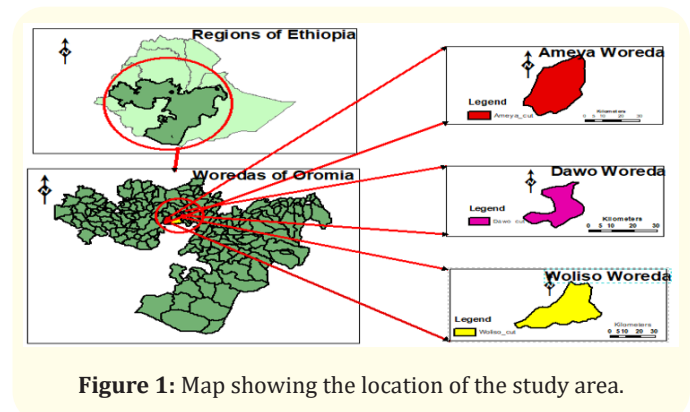 Regions of Ethiopia
Woredas of Oromia
Ameya Woreda
Legend
Ameya_cut
Kilometers
0 5 10 20 30
Dawo Woreda
Legend
Dawo_cut
Kilometers
0 5 10 20 30
Woliso Woreda
Legend
Woliso_cut
Kilometers
0 5 10 20 30
Figure 1: Map showing the location of the study area.